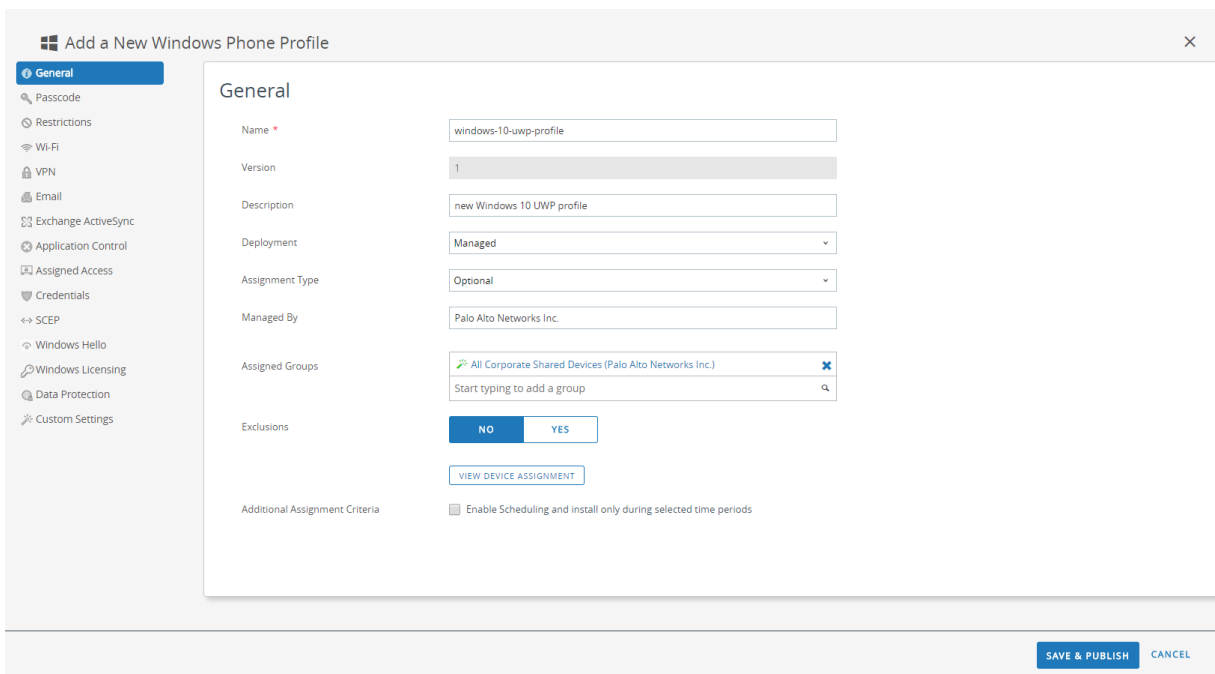 Add a New Windows Phone Profile
General
Passcode
Restrictions
Wi-Fi
VPN
Email
Exchange ActiveSync
Application Control
Assigned Access
Credentials
SCEP
Windows Hello
Windows Licensing
Data Protection
Custom Settings
General
Name * windows-10-uwp-profile
Version 1
Description new Windows 10 UWP profile
Deployment Managed
Assignment Type Optional
Managed By Palo Alto Networks Inc.
Assigned Groups All Corporate Shared Devices (Palo Alto Networks Inc.)
Start typing to add a group
Exclusions NO YES
VIEW DEVICE ASSIGNMENT
Additional Assignment Criteria Enable Scheduling and install only during selected time periods
SAVE & PUBLISH CANCEL